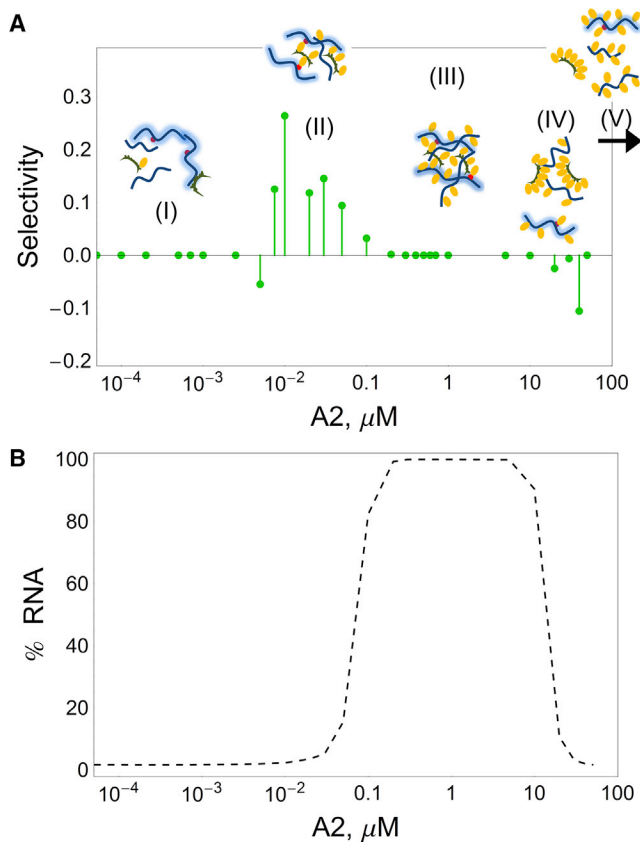 A
(I)
(II)
(III)
(IV)
(V)
Selectivity
0.3
0.2
0.1
0.0
−0.1
−0.2
10⁻⁴
10⁻³
10⁻²
0.1
1
10
100
A2, μM
B
% RNA
100
80
60
40
20
0
10⁻⁴
10⁻³
10⁻²
0.1
1
10
100
A2, μM